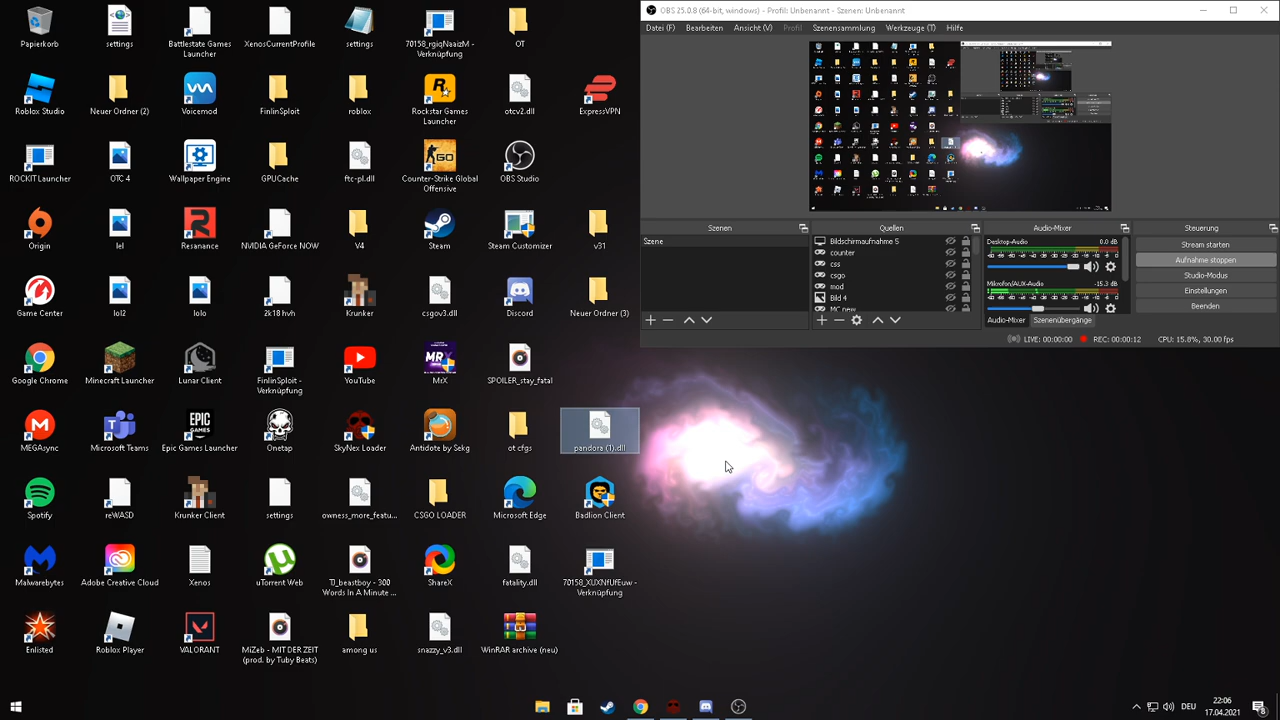 Papierkorb
settings
Battlestate Games
Launcher
XenosCurrentProfile
settings
70158_rgiqNaaizM -
Verknüpfung
OT
Roblox Studio
Neuer Ordner (2)
Voicemod
FinlinSploit
roblox
Rockstar Games
Launcher
otcv2.dll
ExpressVPN
ROCKIT Launcher
OTC 4
Wallpaper Engine
GPUCache
ftc-pl.dll
Counter-Strike Global
Offensive
OBS Studio
Origin
lel
Resanance
NVIDIA GeForce NOW
V4
Steam
Steam Customizer
v31
Game Center
lol2
lolo
2k18 hvh
Krunker
csgov3.dll
Discord
Neuer Ordner (3)
Google Chrome
Minecraft Launcher
Lunar Client
FinlinSploit -
Verknüpfung
YouTube
MrX
SPOILER_stay_fatal
MEGAsync
Microsoft Teams
Epic Games Launcher
Onetap
SkyNex Loader
Antidote by Sekg
ot cfgs
pandora (1).dll
Spotify
reWASD
Krunker Client
settings
owness_more_featu...
CSGO LOADER
Microsoft Edge
Badlion Client
Malwarebytes
Adobe Creative Cloud
Xenos
uTorrent Web
TJ_beastboy - 300
Words In A Minute ...
ShareX
fatality.dll
70158_XUXNfUfEuw -
Verknüpfung
Enlisted
Roblox Player
VALORANT
MiZeb - MIT DER ZEIT
(prod. by Tuby Beats)
among us
snazzy_v3.dll
WinRAR archive (neu)
OBS 25.0.8 (64-bit, windows) - Profil: Unbenannt - Szenen: Unbenannt
Datei (F) Bearbeiten Ansicht (V) Profil Szenensammlung Werkzeuge (T) Hilfe
Szenen
Quellen
Audio-Mixer
Steuerung
Szene
Bildschirmaufnahme 5
counter
css
csgo
mod
Bild 4
MC new
Desktop-Audio 0.0 dB
Mikrofon/AUX-Audio -15.3 dB
Audio-Mixer Szenenübergänge
Stream starten
Aufnahme stoppen
Studio-Modus
Einstellungen
Beenden
LIVE: 00:00:00 REC: 00:00:12 CPU: 15.8%, 30.00 fps
DEU
22:06
17.04.2021
8